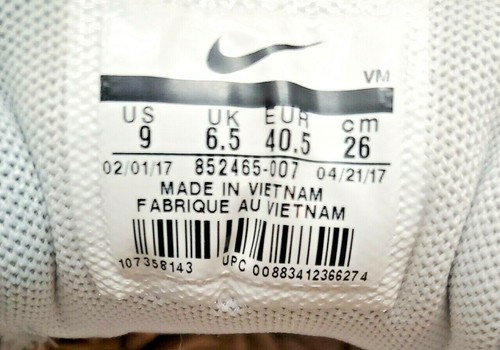 VM
US UK EUR cm
9 6.5 40.5 26
02/01/17 852465-007 04/21/17
MADE IN VIETNAM
FABRIQUE AU VIETNAM
107358143 UPC 00883412366274